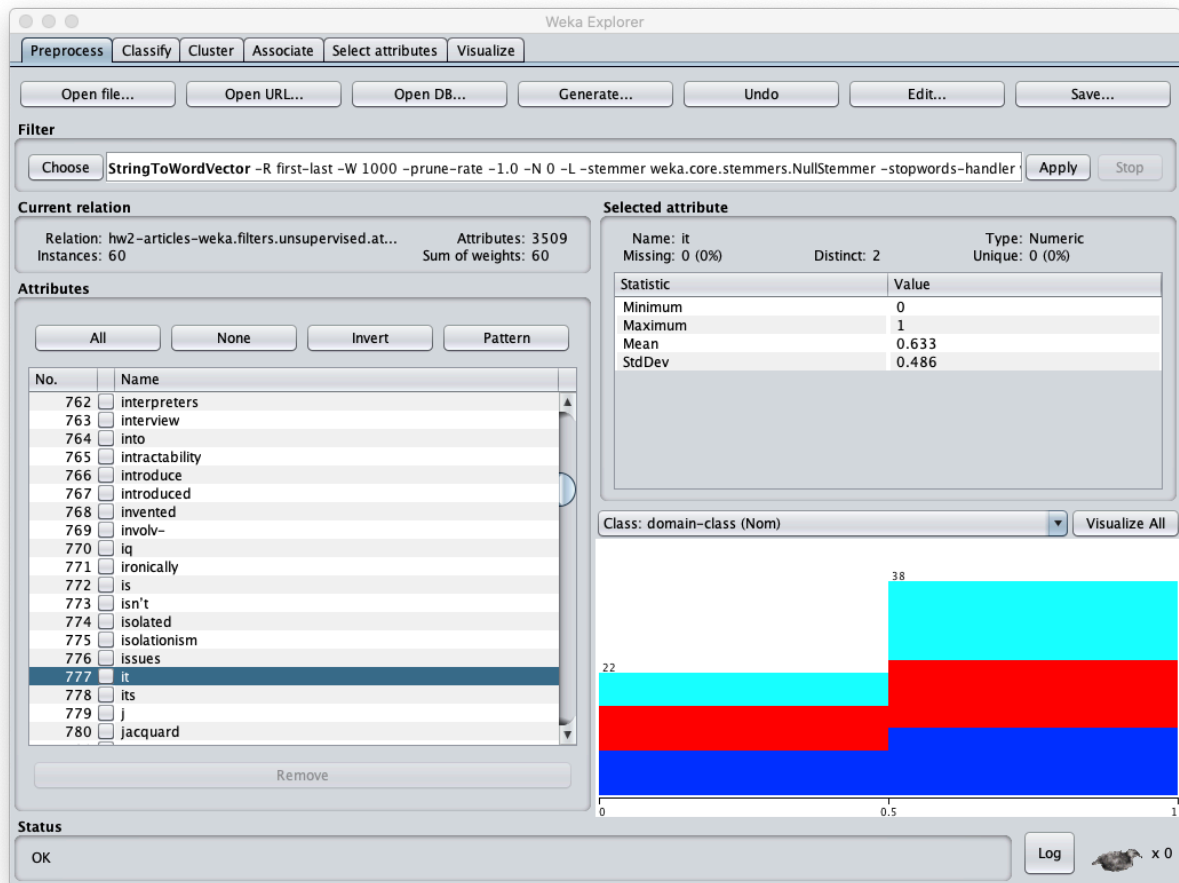 Weka Explorer
Preprocess Classify Cluster Associate Select attributes Visualize
Open file... Open URL... Open DB... Generate... Undo Edit... Save...
Filter
Choose StringToWordVector -R first-last -W 1000 -prune-rate -1.0 -N 0 -L -stemmer weka.core.stemmers.NullStemmer -stopwords-handler Apply Stop
Current relation
Relation: hw2-articles-weka.filters.unsupervised.at... Attributes: 3509
Instances: 60 Sum of weights: 60
Attributes
All None Invert Pattern
No. Name
762 interpreters
763 interview
764 into
765 intractability
766 introduce
767 introduced
768 invented
769 involv-
770 iq
771 ironically
772 is
773 isn't
774 isolated
775 isolationism
776 issues
777 it
778 its
779 j
780 jacquard
Remove
Selected attribute
Name: it Type: Numeric
Missing: 0 (0%) Distinct: 2 Unique: 0 (0%)
Statistic Value
Minimum 0
Maximum 1
Mean 0.633
StdDev 0.486
Class: domain-class (Nom) Visualize All
38
22
0 0.5 1
Status
OK Log x 0